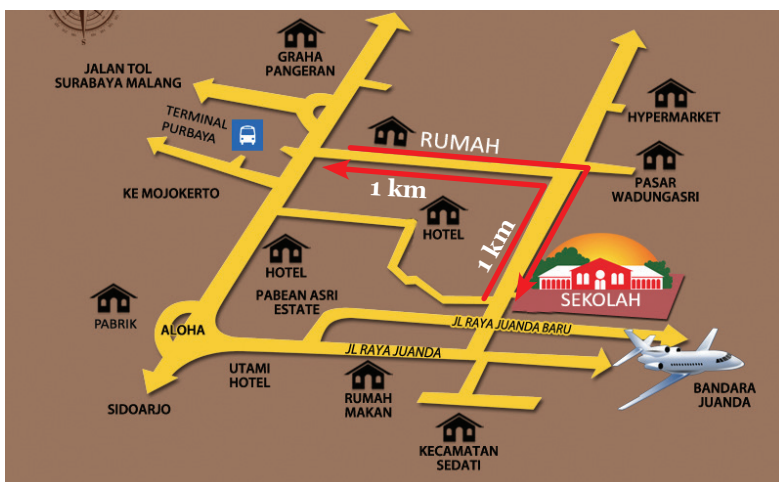 GRAHA
PANGERAN
JALAN TOL
SURABAYA MALANG
TERMINAL
PURBAYA
HYPERMARKET
RUMAH
PASAR
WADUNGASRI
KE MOJOKERTO
1 km
HOTEL
1 km
HOTEL
SEKOLAH
PABEAN ASRI
ESTATE
PABRIK
ALOHA
JL RAYA JUANDA BARU
JL RAYA JUANDA
UTAMI
HOTEL
RUMAH
MAKAN
BANDARA
JUANDA
SIDOARJO
KECAMATAN
SEDATI
S